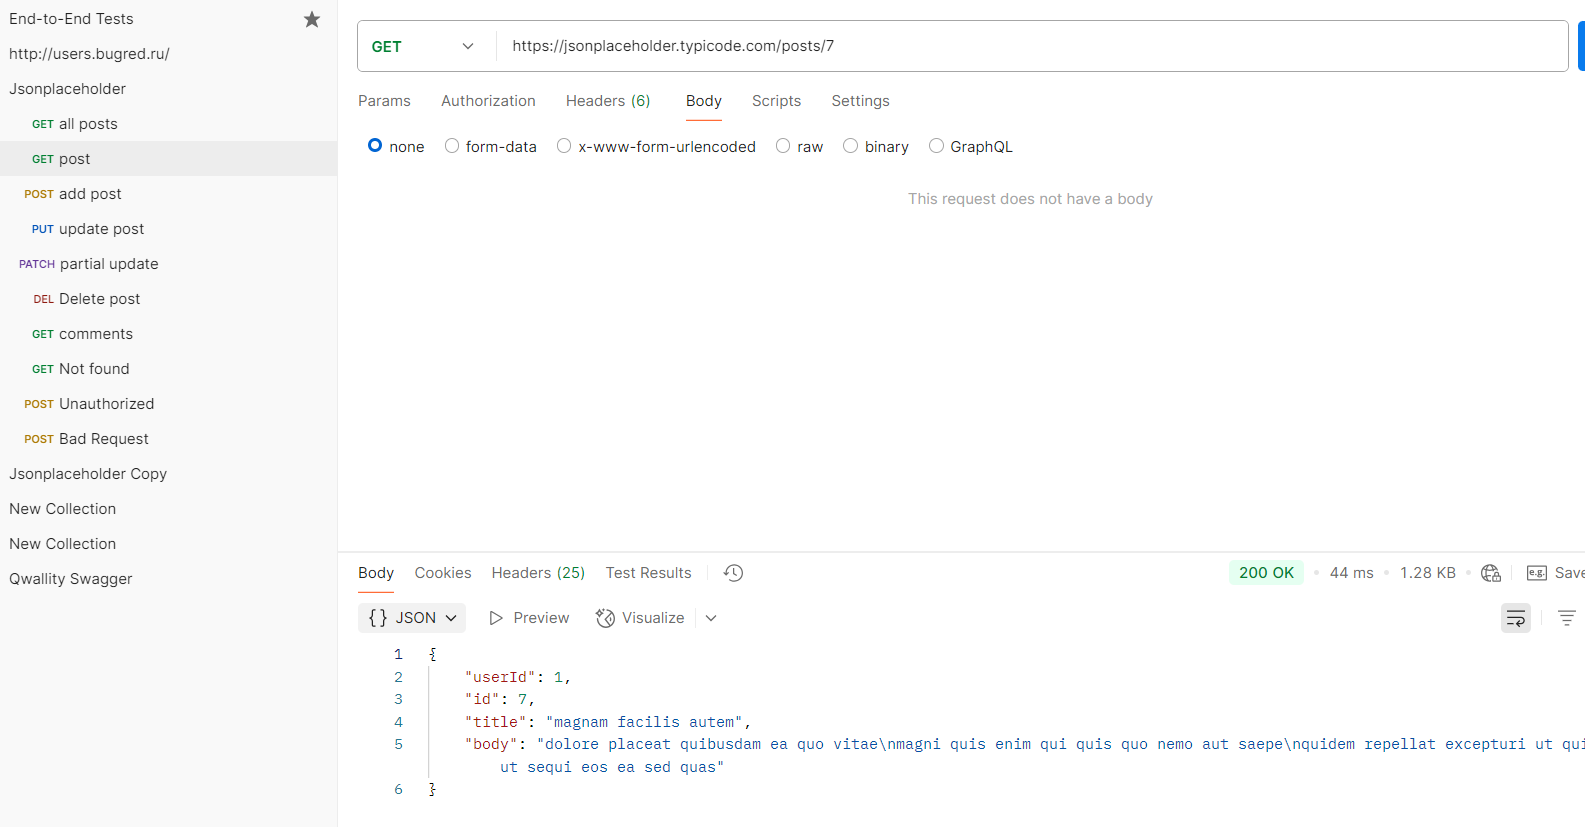 End-to-End Tests
http://users.bugred.ru/
Jsonplaceholder
GET all posts
GET post
POST add post
PUT update post
PATCH partial update
DEL Delete post
GET comments
GET Not found
POST Unauthorized
POST Bad Request
Jsonplaceholder Copy
New Collection
New Collection
Qwallity Swagger
GET https://jsonplaceholder.typicode.com/posts/7
Params Authorization Headers (6) Body Scripts Settings
none form-data x-www-form-urlencoded raw binary GraphQL
This request does not have a body
Body Cookies Headers (25) Test Results 200 OK • 44 ms • 1.28 KB • e.g. Save
{} JSON Preview Visualize
1 {
2 "userId": 1,
3 "id": 7,
4 "title": "magnam facilis autem",
5 "body": "dolore placeat quibusdam ea quo vitae\nmagni quis enim qui quis quo nemo aut saepe\nquidem repellat excepturi ut qui
ut sequi eos ea sed quas"
6 }